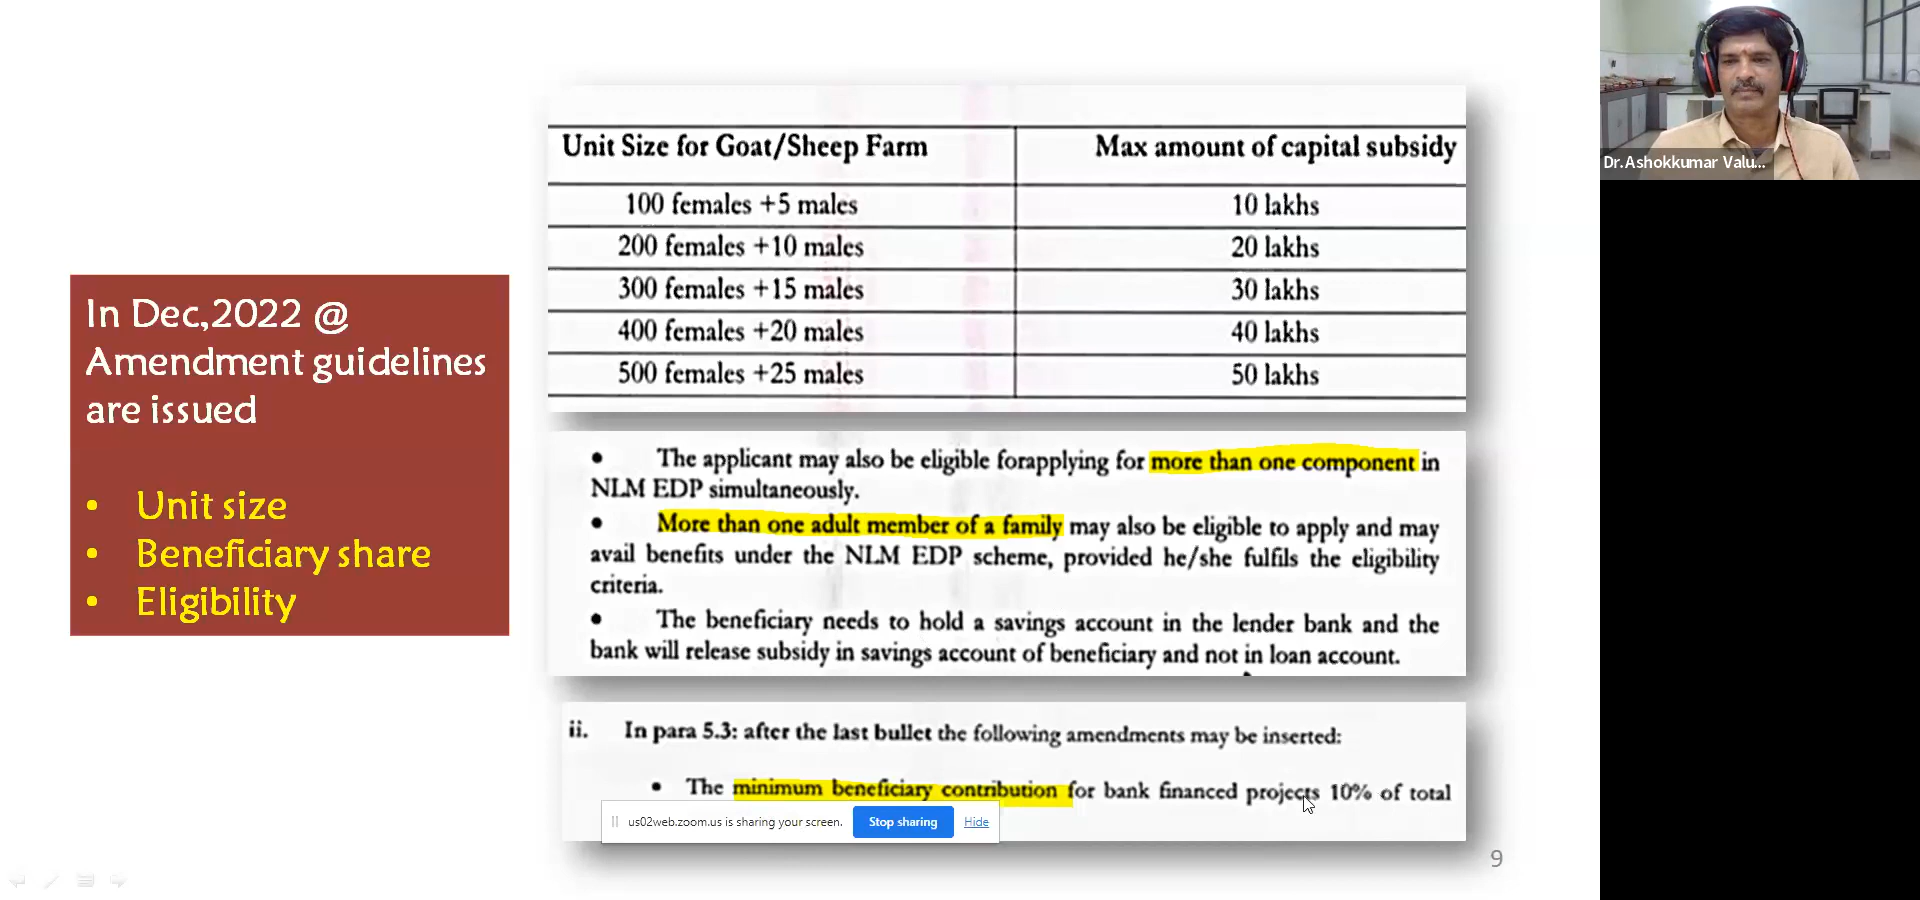 In Dec,2022 @
Amendment guidelines
are issued
• Unit size
• Beneficiary share
• Eligibility
Unit Size for Goat/Sheep Farm Max amount of capital subsidy
100 females +5 males 10 lakhs
200 females +10 males 20 lakhs
300 females +15 males 30 lakhs
400 females +20 males 40 lakhs
500 females +25 males 50 lakhs
• The applicant may also be eligible forapplying for more than one component in
NLM EDP simultaneously.
• More than one adult member of a family may also be eligible to apply and may
avail benefits under the NLM EDP scheme, provided he/she fulfils the eligibility
criteria.
• The beneficiary needs to hold a savings account in the lender bank and the
bank will release subsidy in savings account of beneficiary and not in loan account.
ii. In para 5.3: after the last bullet the following amendments may be inserted:
• The minimum beneficiary contribution for bank financed projects 10% of total
us02web.zoom.us is sharing your screen. Stop sharing Hide
9
Dr.Ashokkumar Valu...